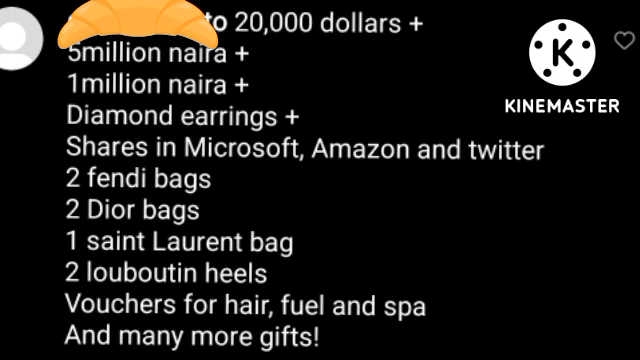 to 20,000 dollars +
5million naira +
1million naira +
Diamond earrings +
Shares in Microsoft, Amazon and twitter
2 fendi bags
2 Dior bags
1 saint Laurent bag
2 louboutin heels
Vouchers for hair, fuel and spa
And many more gifts!
K
KINEMASTER